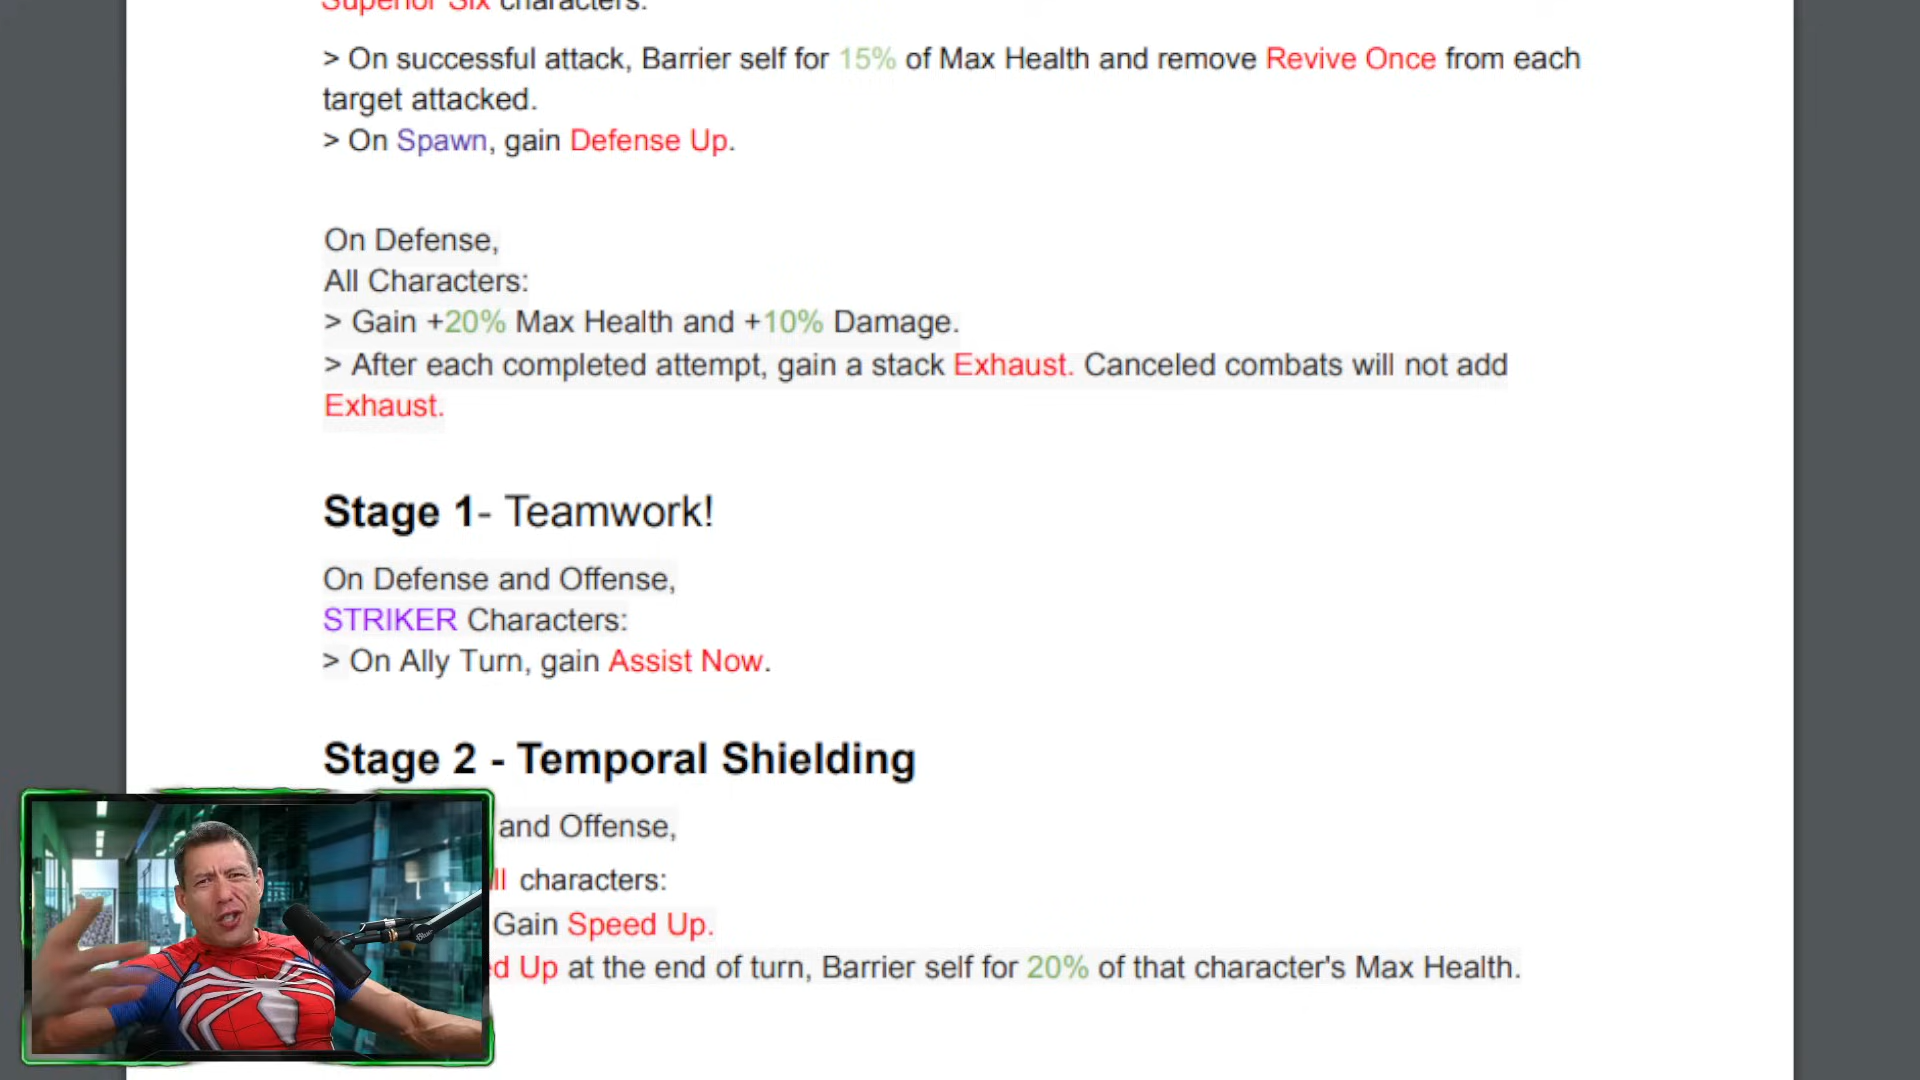 Superior Six characters.
> On successful attack, Barrier self for 15% of Max Health and remove Revive Once from each
target attacked.
> On Spawn, gain Defense Up.
On Defense,
All Characters:
> Gain +20% Max Health and +10% Damage.
> After each completed attempt, gain a stack Exhaust. Canceled combats will not add
Exhaust.
Stage 1- Teamwork!
On Defense and Offense,
STRIKER Characters:
> On Ally Turn, gain Assist Now.
Stage 2 - Temporal Shielding
and Offense,
characters:
Gain Speed Up.
Up at the end of turn, Barrier self for 20% of that character's Max Health.